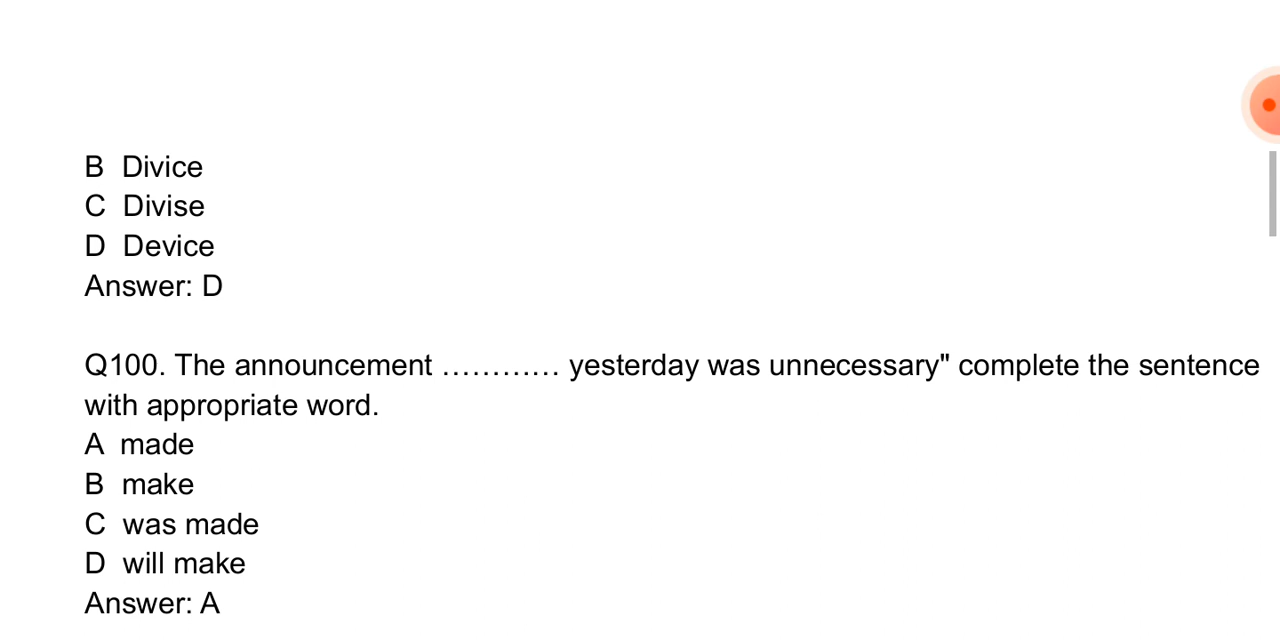 B Divice
C Divise
D Device
Answer: D
Q100. The announcement ………… yesterday was unnecessary" complete the sentence
with appropriate word.
A made
B make
C was made
D will make
Answer: A